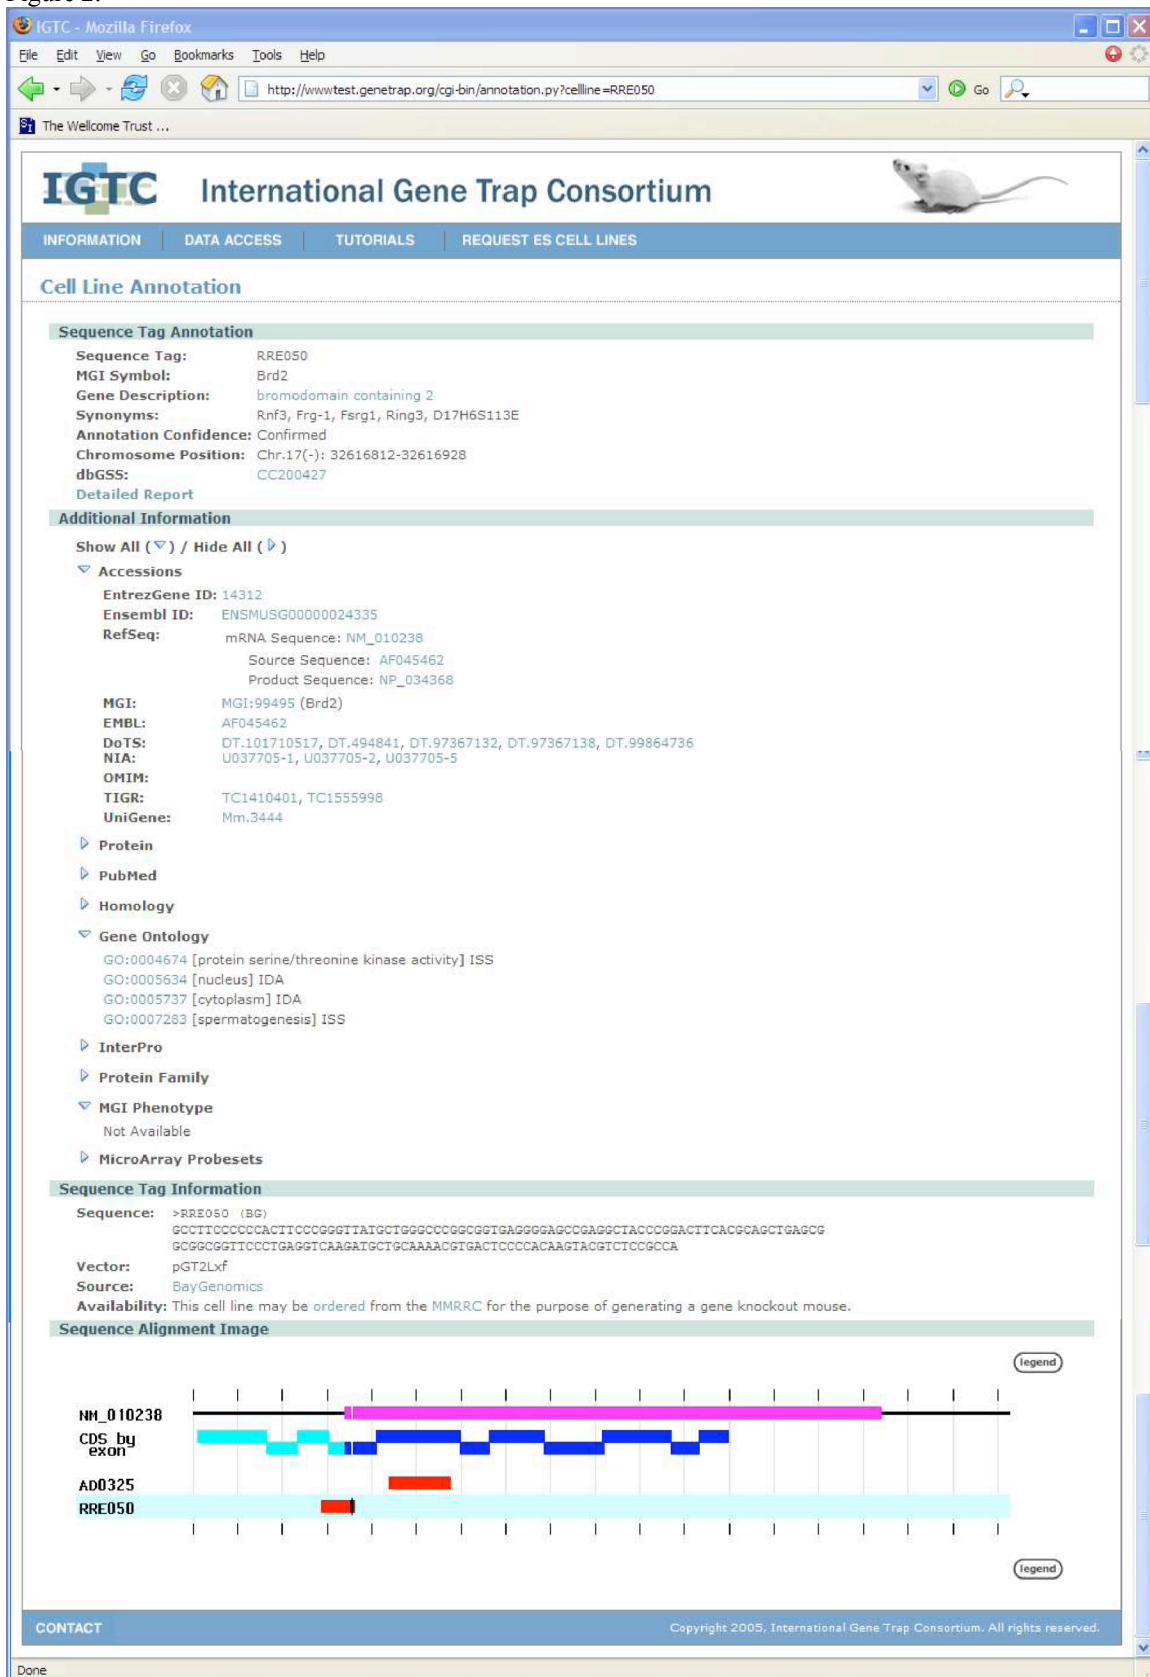 IGTC - Mozilla Firefox
File Edit View Go Bookmarks Tools Help
http://wwwtest.genetrap.org/cgi-bin/annotation.py?cellline=RRE050 Go
The Wellcome Trust ...
IGTC International Gene Trap Consortium
INFORMATION DATA ACCESS TUTORIALS REQUEST ES CELL LINES
Cell Line Annotation
Sequence Tag Annotation
Sequence Tag: RRE050
MGI Symbol: Brd2
Gene Description: bromodomain containing 2
Synonyms: Rnf3, Frg-1, Fsrg1, Ring3, D17H6S113E
Annotation Confidence: Confirmed
Chromosome Position: Chr.17(-): 32616812-32616928
dbGSS: CC200427
Detailed Report
Additional Information
Show All (▽) / Hide All (▷)
Accessions
EntrezGene ID: 14312
Ensembl ID: ENSMUSG00000024335
RefSeq: mRNA Sequence: NM_010238
Source Sequence: AF045462
Product Sequence: NP_034368
MGI: MGI:99495 (Brd2)
EMBL: AF045462
DoTS: DT.101710517, DT.494841, DT.97367132, DT.97367138, DT.99864736
NIA: U037705-1, U037705-2, U037705-5
OMIM:
TIGR: TC1410401, TC1555998
UniGene: Mm.3444
Protein
PubMed
Homology
Gene Ontology
GO:0004674 [protein serine/threonine kinase activity] ISS
GO:0005634 [nucleus] IDA
GO:0005737 [cytoplasm] IDA
GO:0007283 [spermatogenesis] ISS
InterPro
Protein Family
MGI Phenotype
Not Available
MicroArray Probesets
Sequence Tag Information
Sequence: >RRE050 (BG)
GCCTTCCCCCCACTTCCCGGGTTATGCTGGGCCCGGCGGTGAGGGGAGCCGAGGCTACCCGGACTTCACGCAGCTGAGCG
GCGGCGGTTCCCTGAGGTCAAGATGCTGCAAAACGTGACTCCCCACAAGTACGTCTCCGCCA
Vector: pGT2Lxf
Source: BayGenomics
Availability: This cell line may be ordered from the MMRRC for the purpose of generating a gene knockout mouse.
Sequence Alignment Image
legend
NM_010238
CDS by
exon
AD0325
RRE050
legend
CONTACT Copyright 2005, International Gene Trap Consortium. All rights reserved.
Done